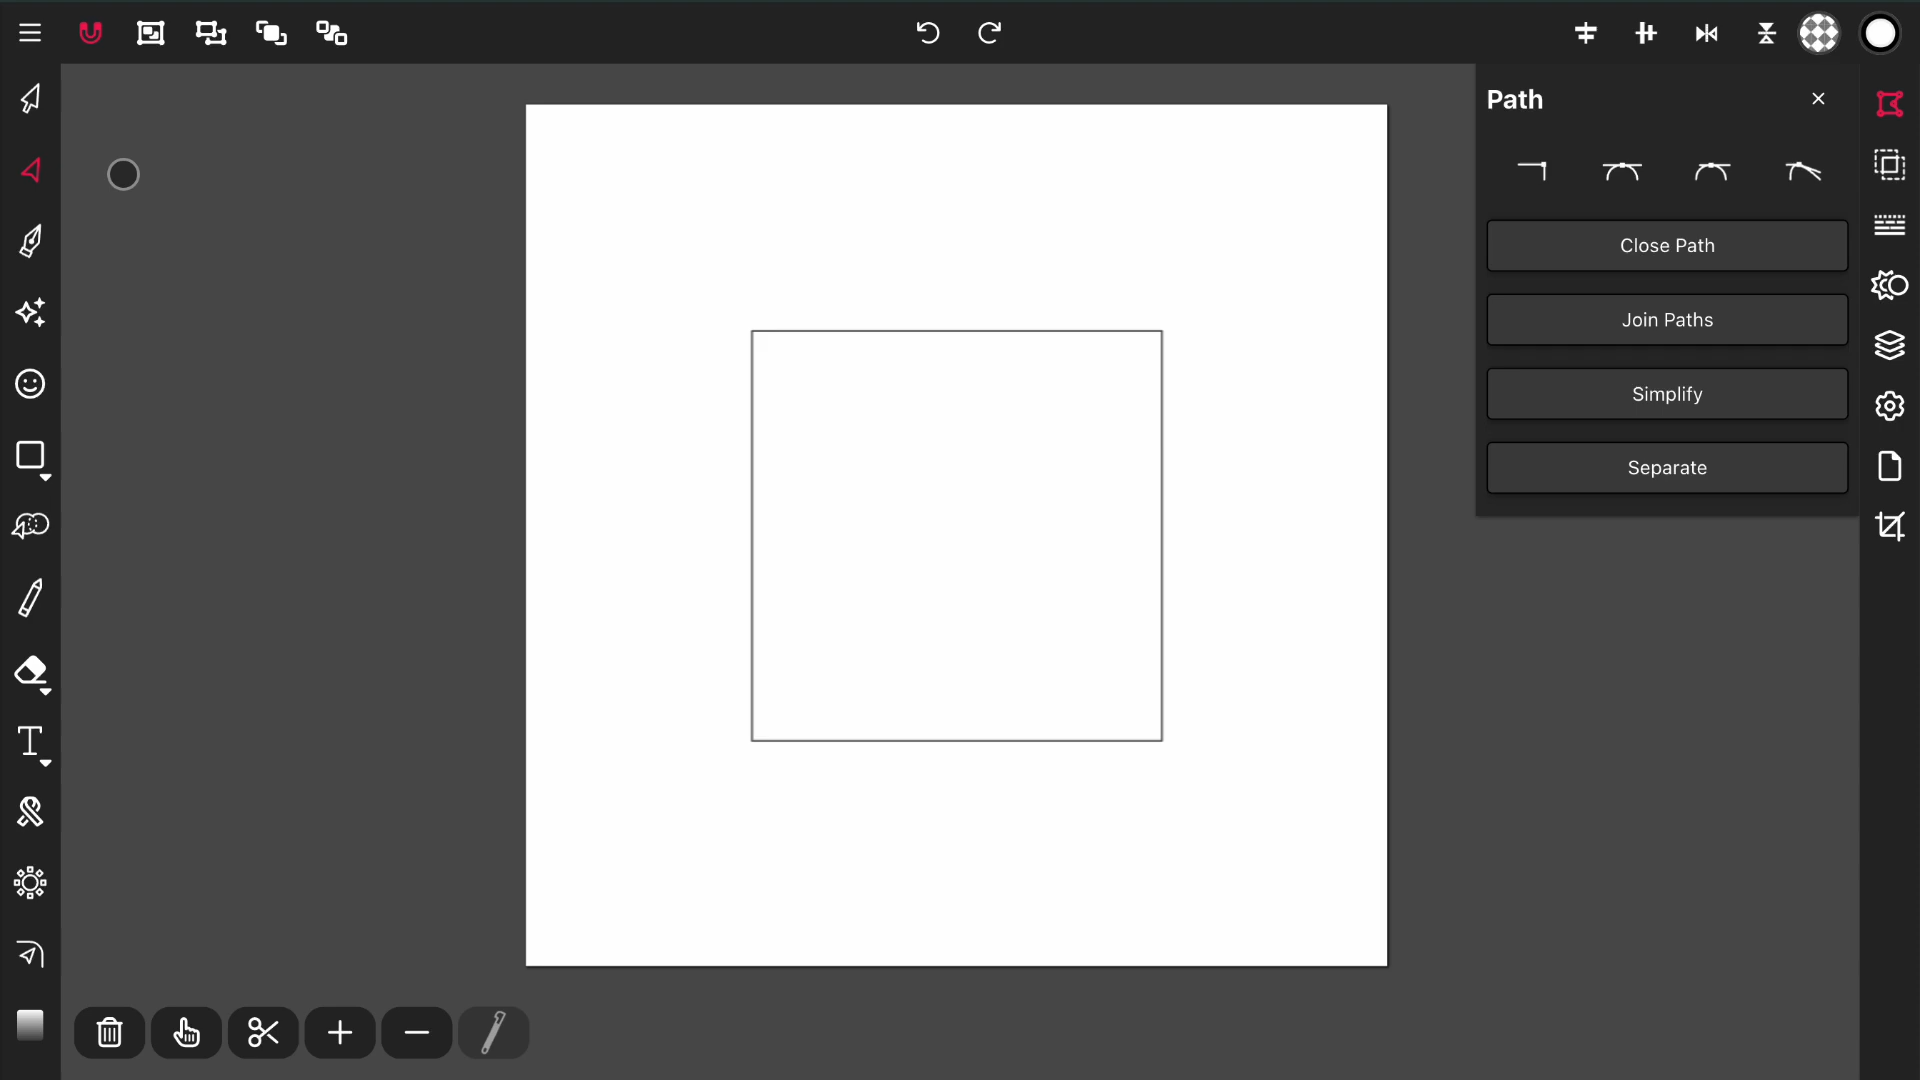 Path
Close Path
Join Paths
Simplify
Separate